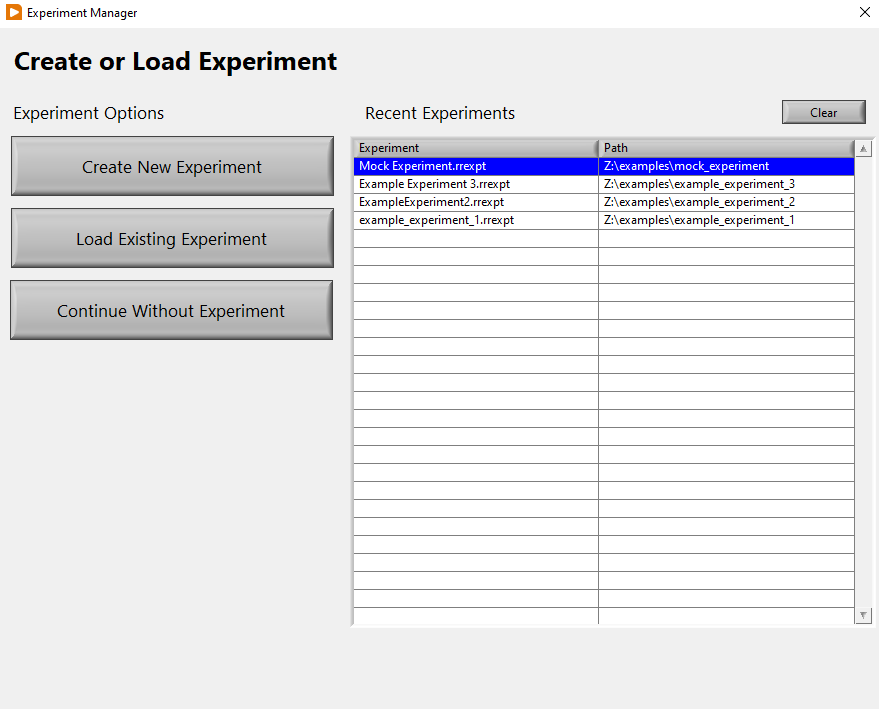 Experiment Manager
Create or Load Experiment
Experiment Options
Create New Experiment
Load Existing Experiment
Continue Without Experiment
Recent Experiments
Clear
Experiment Path
Mock Experiment.rrexpt Z:\examples\mock_experiment
Example Experiment 3.rrexpt Z:\examples\example_experiment_3
ExampleExperiment2.rrexpt Z:\examples\example_experiment_2
example_experiment_1.rrexpt Z:\examples\example_experiment_1